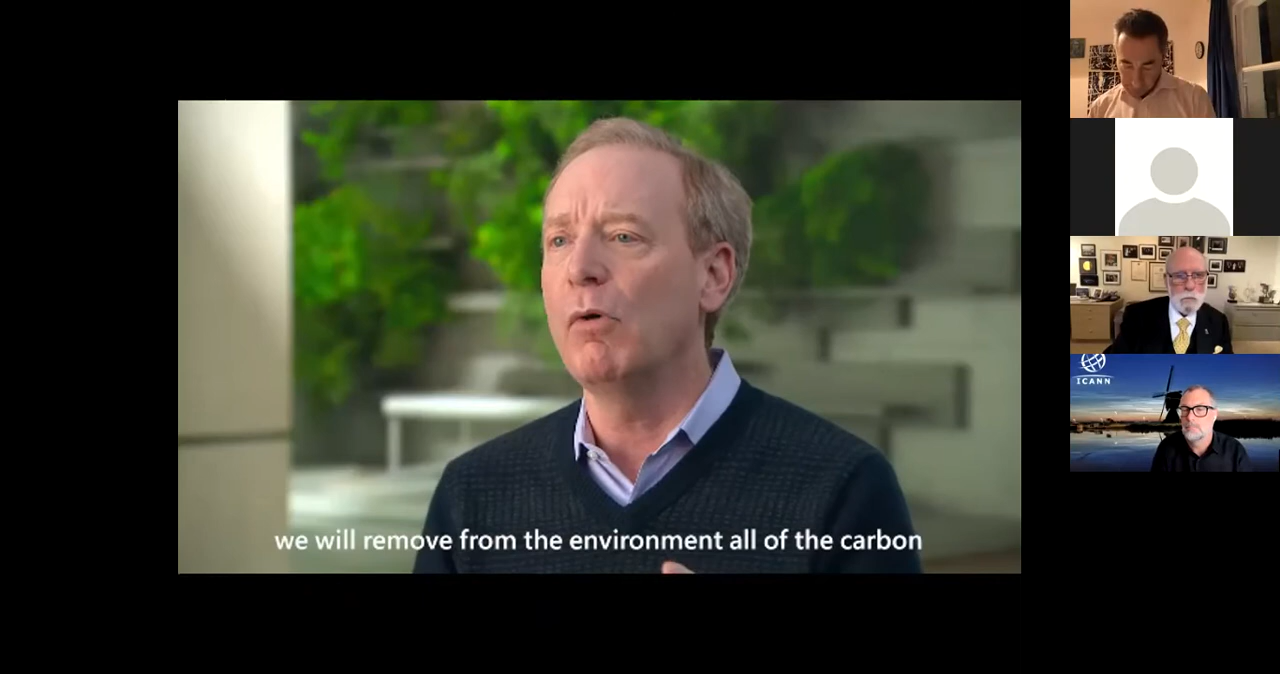 we will remove from the environment all of the carbon
ICANN